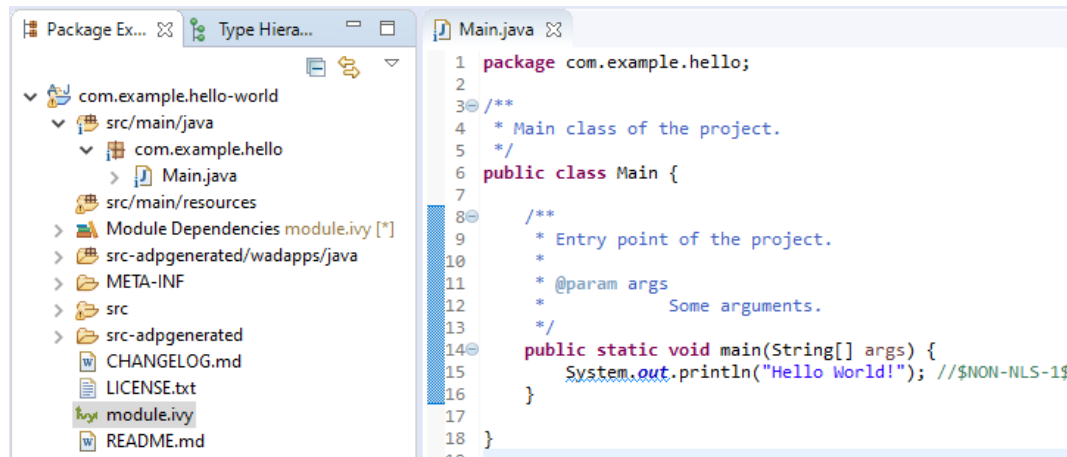 Package Ex...
Type Hiera...
com.example.hello-world
src/main/java
com.example.hello
Main.java
src/main/resources
Module Dependencies module.ivy [*]
src-adpgenerated/wadapps/java
META-INF
src
src-adpgenerated
CHANGELOG.md
LICENSE.txt
module.ivy
README.md
Main.java
1 package com.example.hello;
2
3 /**
4 * Main class of the project.
5 */
6 public class Main {
7
8 /**
9 * Entry point of the project.
10 *
11 * @param args
12 * Some arguments.
13 */
14 public static void main(String[] args) {
15 System.out.println("Hello World!"); //$NON-NLS-1$
16 }
17
18 }